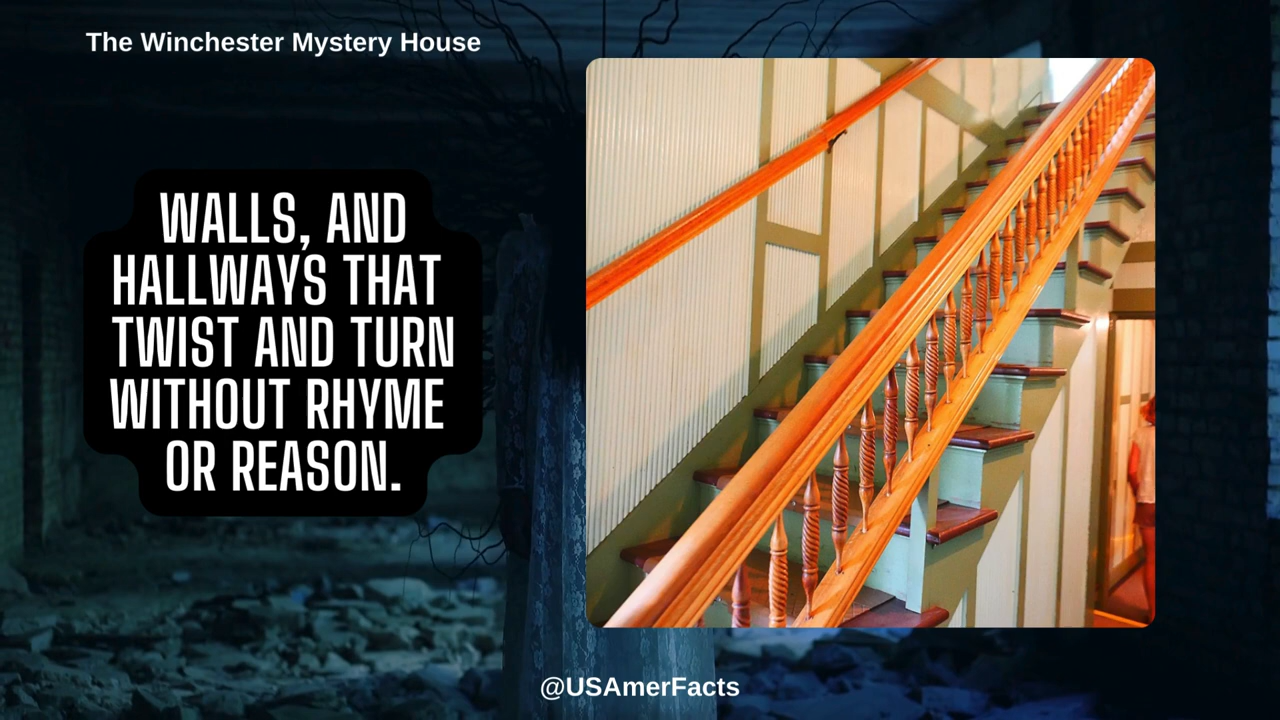 The Winchester Mystery House
WALLS, AND
HALLWAYS THAT
TWIST AND TURN
WITHOUT RHYME
OR REASON.
@USAmerFacts